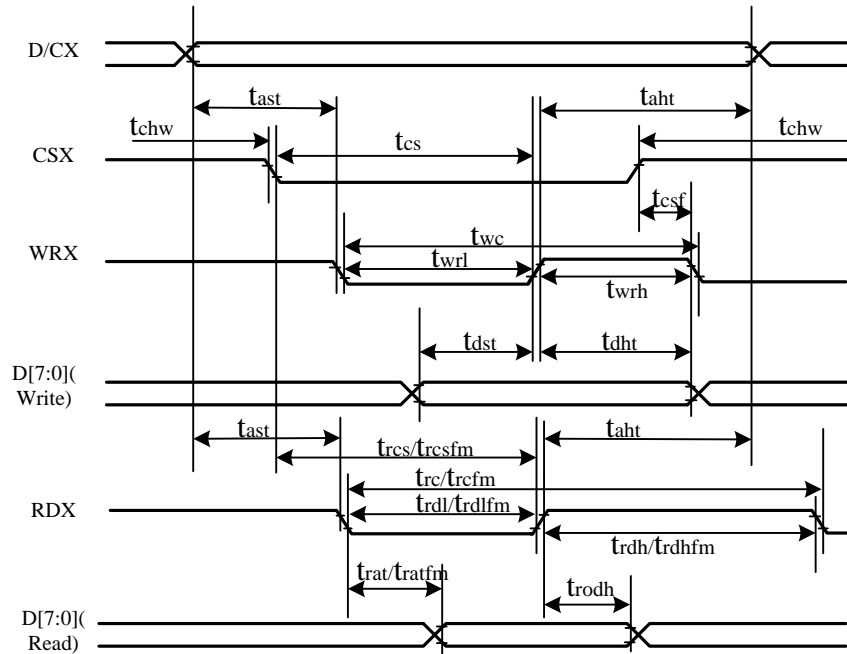 D/CX
tast
taht
tchw
tchw
tcs
CSX
tcsf
twc
WRX
twrl
twrh
tdst
tdht
D[7:0](
Write)
tast
taht
trcs/trcsfm
trc/trcfm
trdl/trdlfm
RDX
trdh/trdhfm
trat/tratfm
trodh
D[7:0](
Read)